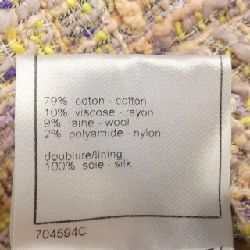 79% coton - cotton
10% viscose - rayon
9% laine - wool
2% polyamide - nylon
doublure/lining
100% soie - silk
704594C